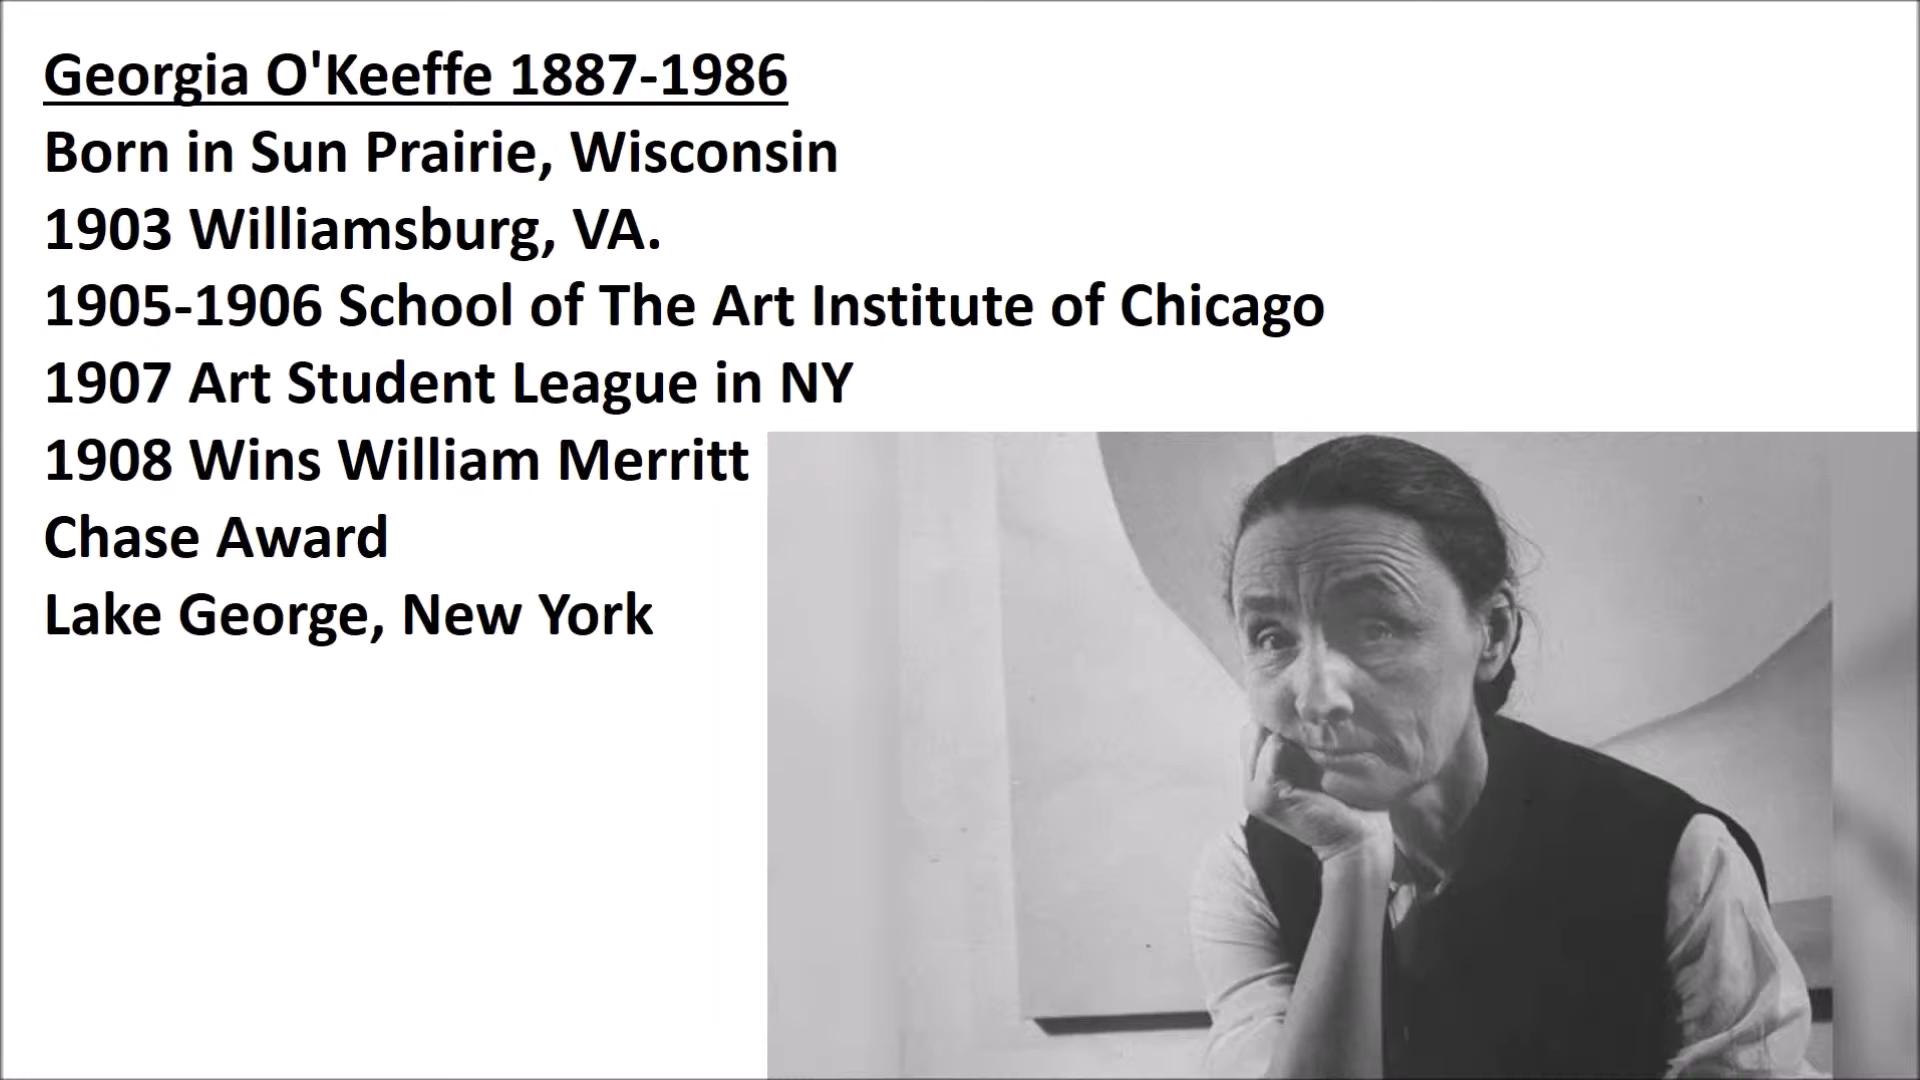 Georgia O'Keeffe 1887-1986
Born in Sun Prairie, Wisconsin
1903 Williamsburg, VA.
1905-1906 School of The Art Institute of Chicago
1907 Art Student League in NY
1908 Wins William Merritt
Chase Award
Lake George, New York